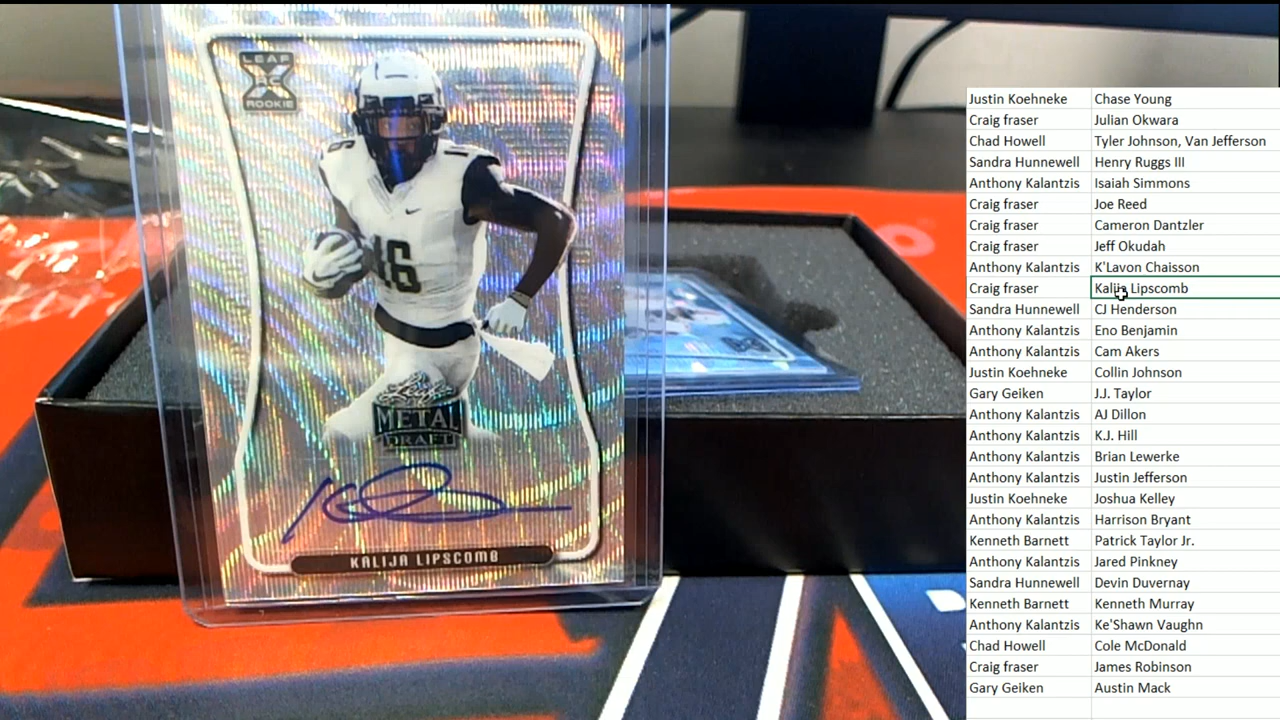 LEAF
RC
ROOKIE
16
16
16
Leaf
METAL
DRAFT
KALIJA LIPSCOMB
Justin Koehneke Chase Young
Craig fraser Julian Okwara
Chad Howell Tyler Johnson, Van Jefferson
Sandra Hunnewell Henry Ruggs III
Anthony Kalantzis Isaiah Simmons
Craig fraser Joe Reed
Craig fraser Cameron Dantzler
Craig fraser Jeff Okudah
Anthony Kalantzis K'Lavon Chaisson
Craig fraser Kalija Lipscomb
Sandra Hunnewell CJ Henderson
Anthony Kalantzis Eno Benjamin
Anthony Kalantzis Cam Akers
Justin Koehneke Collin Johnson
Gary Geiken J.J. Taylor
Anthony Kalantzis AJ Dillon
Anthony Kalantzis K.J. Hill
Anthony Kalantzis Brian Lewerke
Anthony Kalantzis Justin Jefferson
Justin Koehneke Joshua Kelley
Anthony Kalantzis Harrison Bryant
Kenneth Barnett Patrick Taylor Jr.
Anthony Kalantzis Jared Pinkney
Sandra Hunnewell Devin Duvernay
Kenneth Barnett Kenneth Murray
Anthony Kalantzis Ke'Shawn Vaughn
Chad Howell Cole McDonald
Craig fraser James Robinson
Gary Geiken Austin Mack